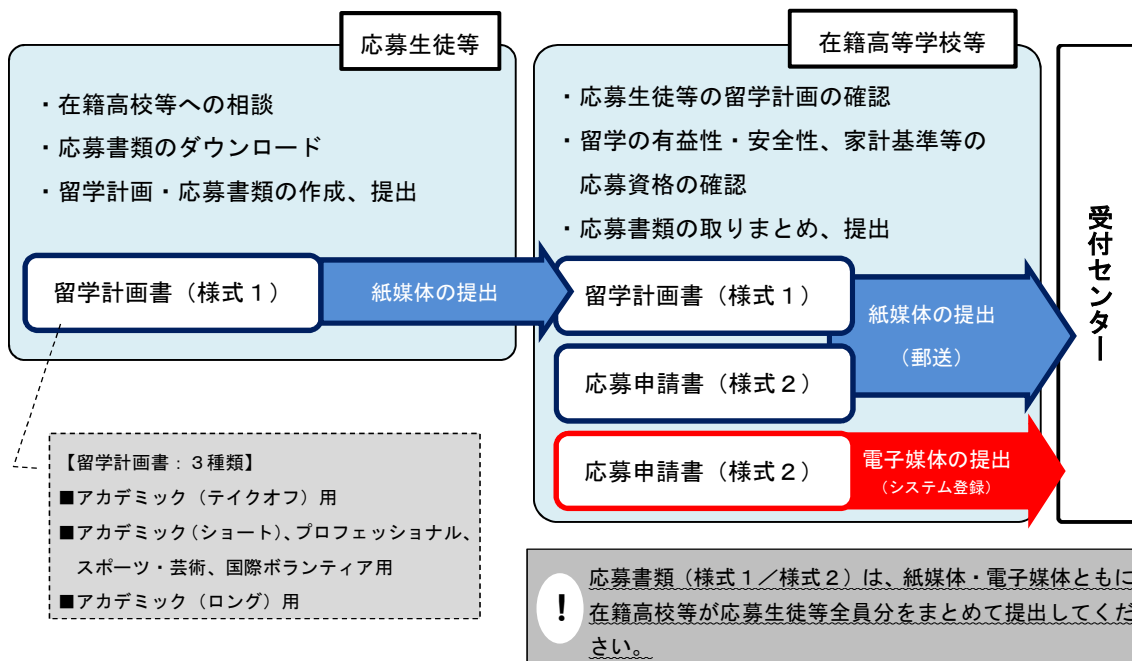 応募生徒等
・在籍高校等への相談
・応募書類のダウンロード
・留学計画・応募書類の作成、提出
留学計画書（様式１）
紙媒体の提出
在籍高等学校等
・応募生徒等の留学計画の確認
・留学の有益性・安全性、家計基準等の
応募資格の確認
・応募書類の取りまとめ、提出
留学計画書（様式１）
応募申請書（様式２）
紙媒体の提出
（郵送）
応募申請書（様式２）
電子媒体の提出
（システム登録）
受付センター
【留学計画書：３種類】
■アカデミック（テイクオフ）用
■アカデミック（ショート）、プロフェッショナル、
スポーツ・芸術、国際ボランティア用
■アカデミック（ロング）用
!
応募書類（様式１／様式２）は、紙媒体・電子媒体ともに
在籍高校等が応募生徒等全員分をまとめて提出してくだ
さい。